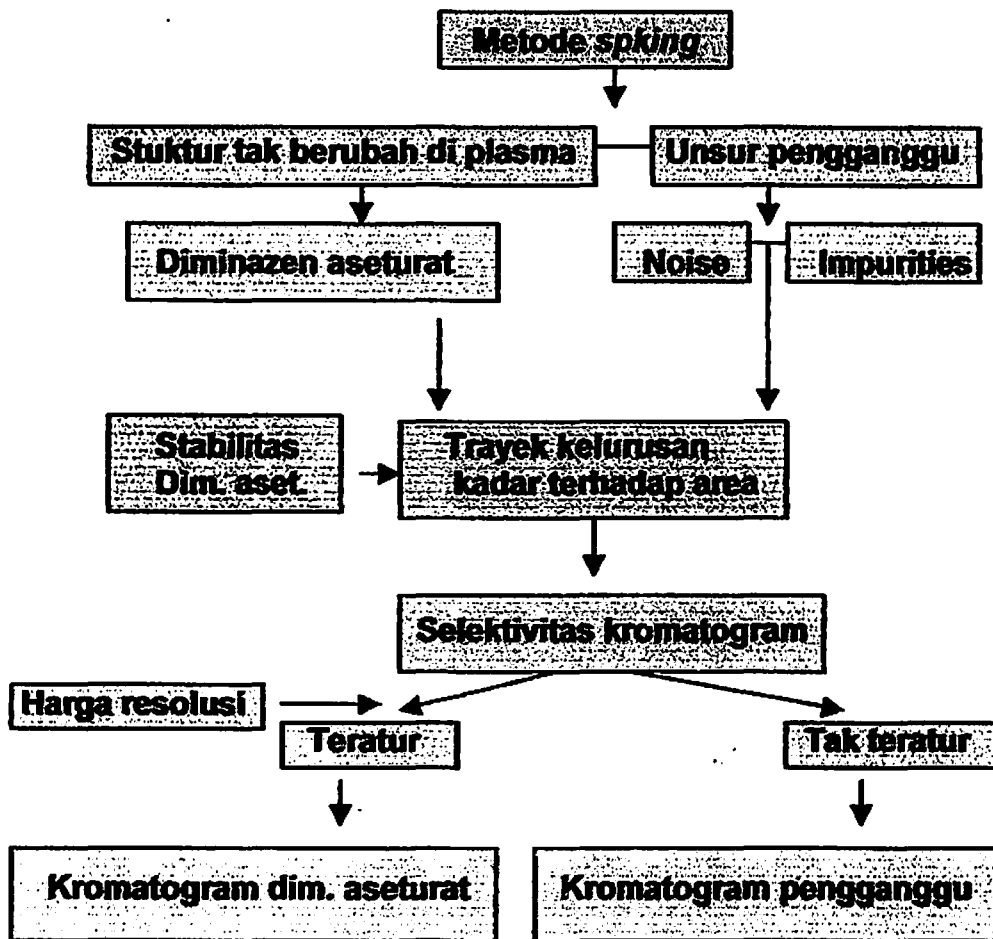 Metode spking
Stuktur tak berubah di plasma
Unsur pengganggu
Diminazen aseturat
Noise
Impurities
Stabilitas
Dim. aset.
Trayek kelurusan
kadar terhadap area
Selektivitas kromatogram
Harga resolusi
Teratur
Tak teratur
Kromatogram dim. aseturat
Kromatogram pengganggu